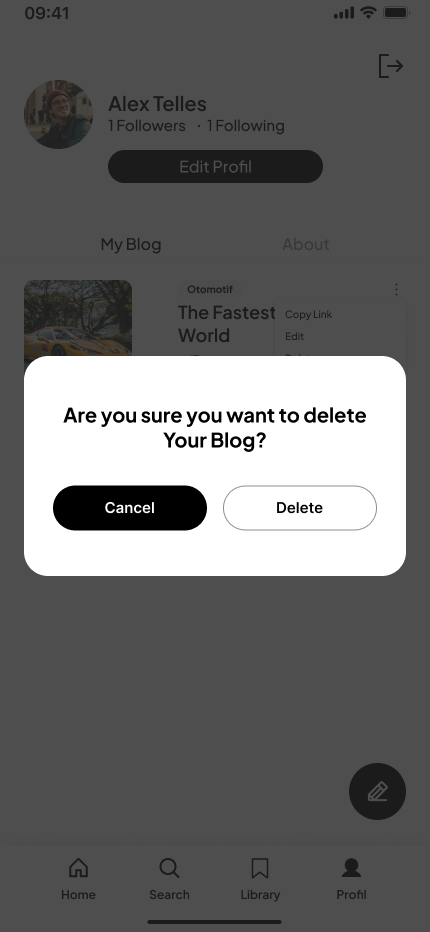 09:41
Alex Telles
1 Followers · 1 Following
Edit Profil
My Blog
About
Otomotif
The Fastest
World
Copy Link
Edit
Are you sure you want to delete
Your Blog?
Cancel
Delete
Home
Search
Library
Profil